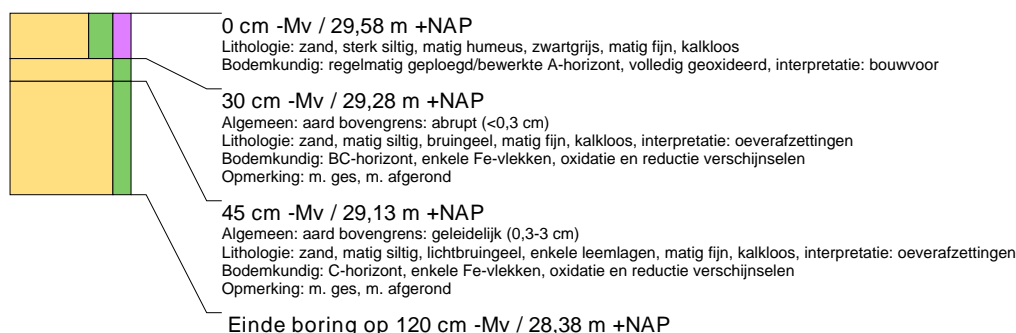 0 cm -Mv / 29,58 m +NAP
Lithologie: zand, sterk siltig, matig humeus, zwartgrijs, matig fijn, kalkloos
Bodemkundig: regelmatig geploegd/bewerkte A-horizont, volledig geoxideerd, interpretatie: bouwvoor
30 cm -Mv / 29,28 m +NAP
Algemeen: aard bovengrens: abrupt (<0,3 cm)
Lithologie: zand, matig siltig, bruingeel, matig fijn, kalkloos, interpretatie: oeverafzettingen
Bodemkundig: BC-horizont, enkele Fe-vlekken, oxidatie en reductie verschijnselen
Opmerking: m. ges, m. afgerond
45 cm -Mv / 29,13 m +NAP
Algemeen: aard bovengrens: geleidelijk (0,3-3 cm)
Lithologie: zand, matig siltig, lichtbruingeel, enkele leemlagen, matig fijn, kalkloos, interpretatie: oeverafzettingen
Bodemkundig: C-horizont, enkele Fe-vlekken, oxidatie en reductie verschijnselen
Opmerking: m. ges, m. afgerond
Einde boring op 120 cm -Mv / 28,38 m +NAP